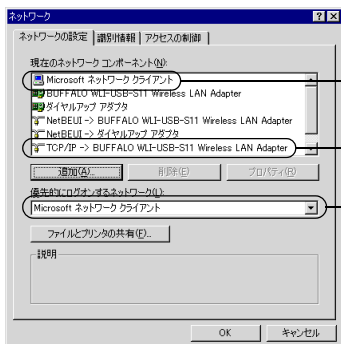 ネットワーク
ネットワークの設定 識別情報 アクセスの制御
現在のネットワーク コンポーネント(N):
Microsoft ネットワーク クライアント
BUFFALO WLI-USB-S11 Wireless LAN Adapter
ダイヤルアップ アダプタ
NetBEUI -> BUFFALO WLI-USB-S11 Wireless LAN Adapter
NetBEUI -> ダイヤルアップ アダプタ
TCP/IP -> BUFFALO WLI-USB-S11 Wireless LAN Adapter
追加(A)... 削除(E) プロパティ(R)
優先的にログオンするネットワーク(L):
Microsoft ネットワーク クライアント
ファイルとプリンタの共有(F)...
説明
OK キャンセル